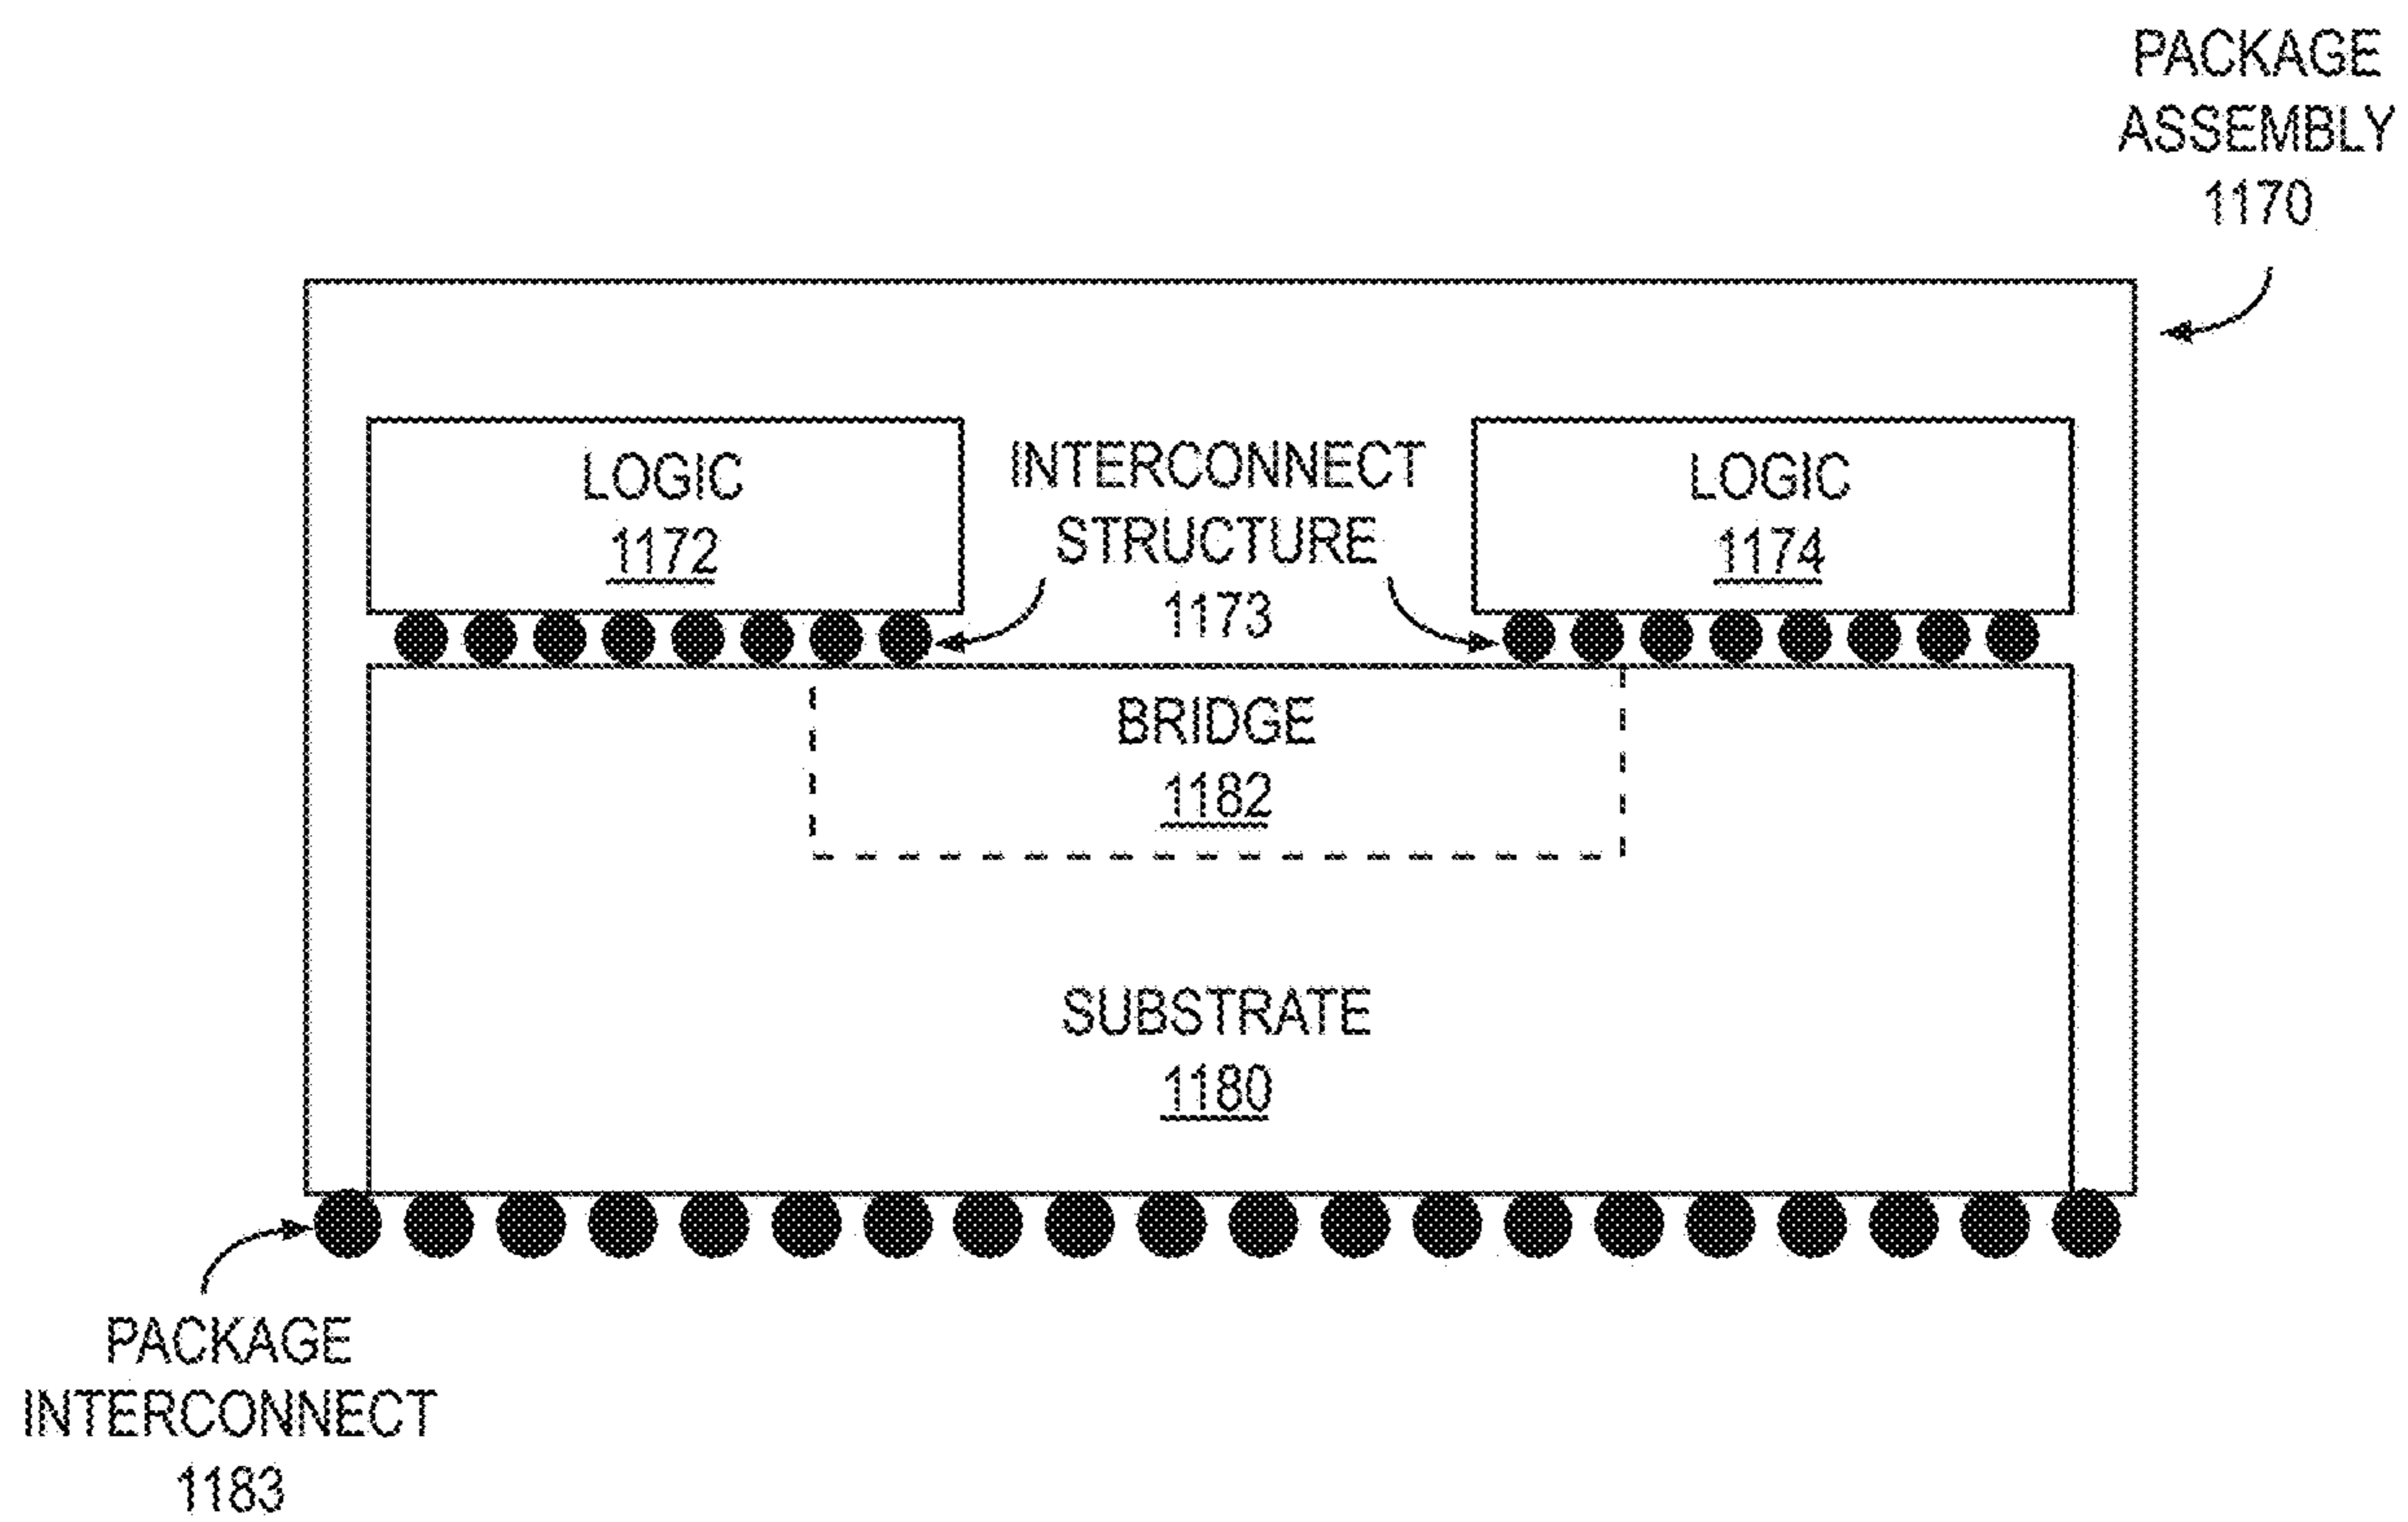 PACKAGE
ASSEMBLY
1170
LOGIC
1172
INTERCONNECT
STRUCTURE
1173
LOGIC
1174
BRIDGE
1182
SUBSTRATE
1180
PACKAGE
INTERCONNECT
1183